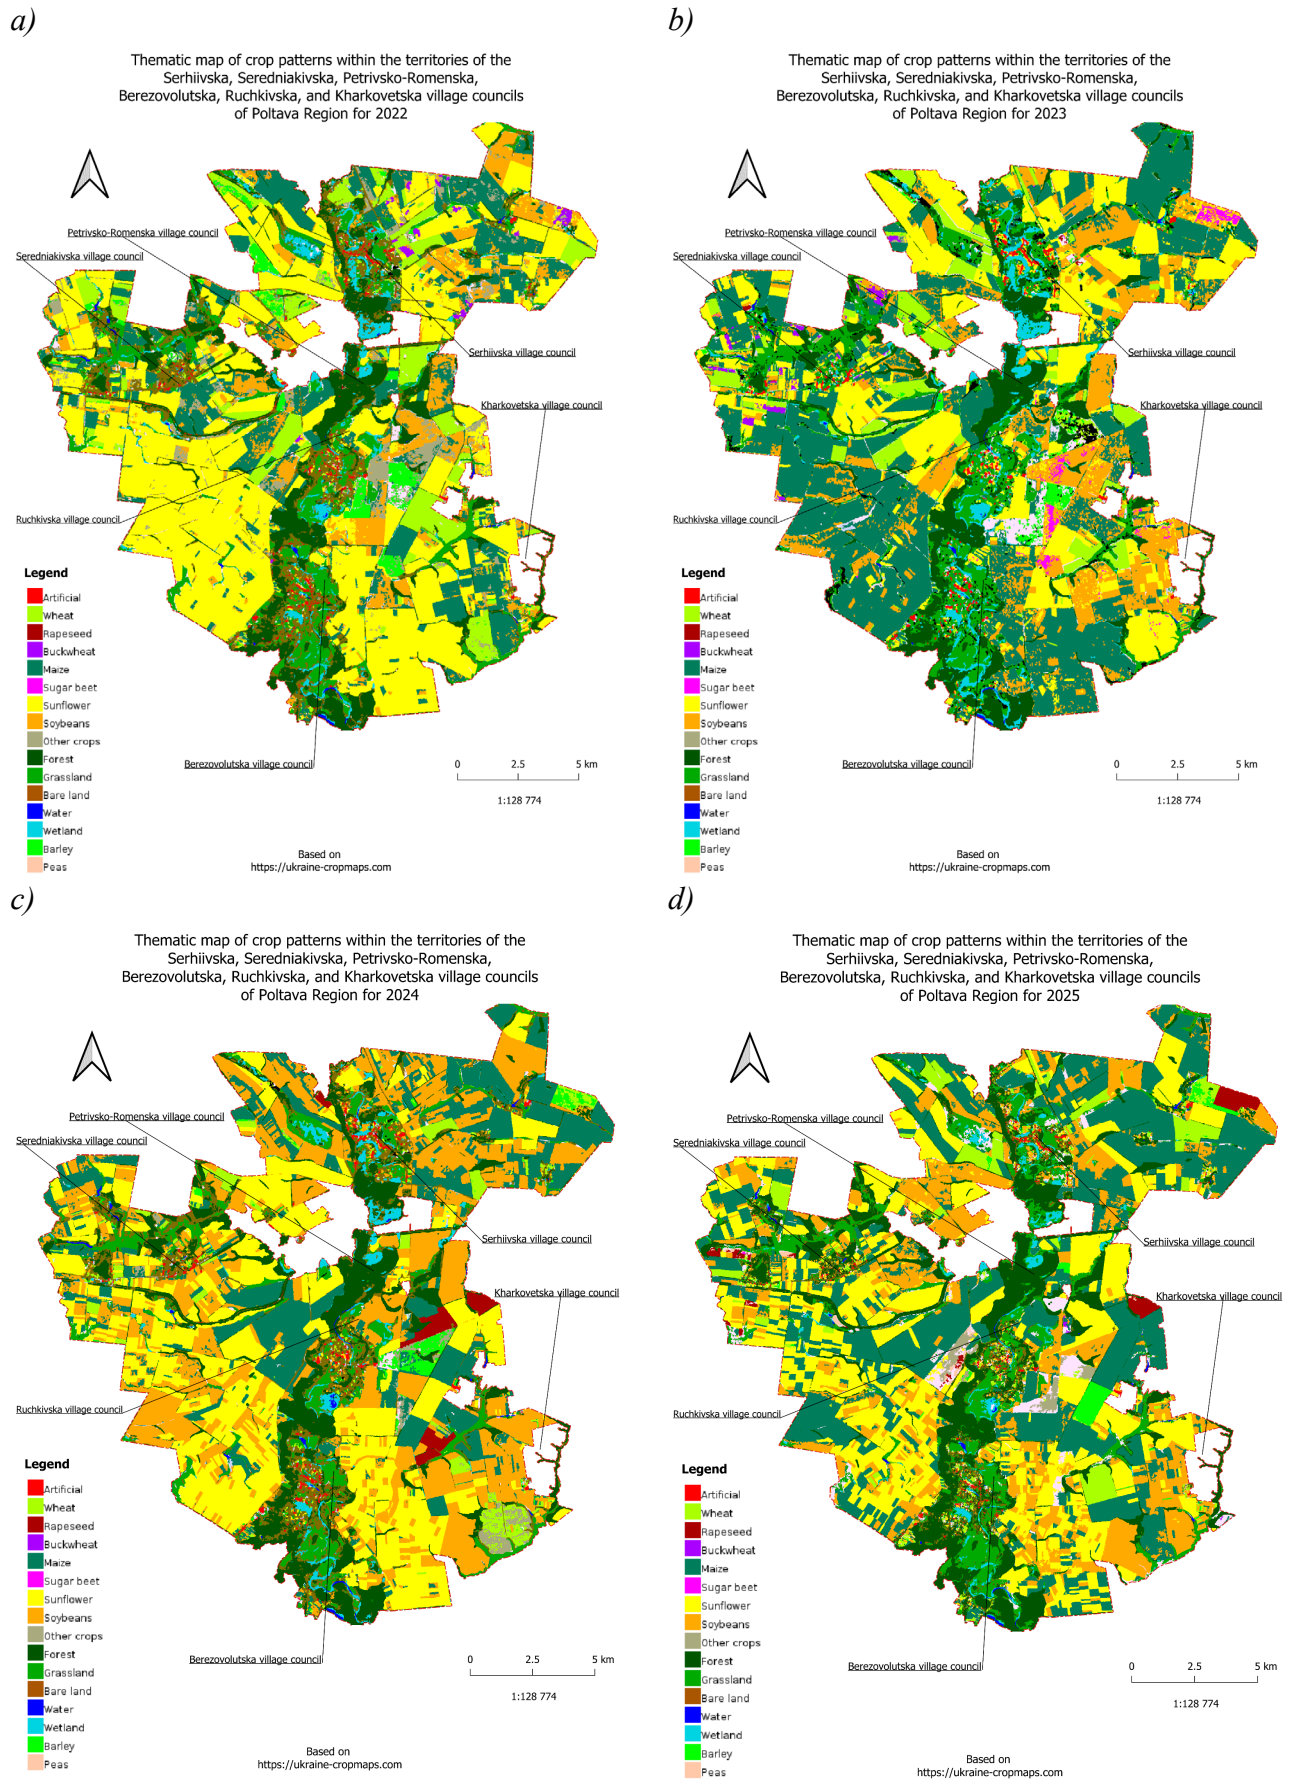 a)
Thematic map of crop patterns within the territories of the
Serhiivska, Seredniakivska, Petrivsko-Romenska,
Berezovolutska, Ruchkivska, and Kharkovetska village councils
of Poltava Region for 2022
Petrivsko-Romenska village council
Seredniakivska village council
Serhiivska village council
Kharkovetska village council
Ruchkivska village council
Legend
Artificial
Wheat
Rapeseed
Buckwheat
Maize
Sugar beet
Sunflower
Soybeans
Other crops
Forest
Grassland
Bare land
Water
Wetland
Barley
Peas
Berezovolutska village council
0 2.5 5 km
1:128 774
Based on
https://ukraine-cropmaps.com
b)
Thematic map of crop patterns within the territories of the
Serhiivska, Seredniakivska, Petrivsko-Romenska,
Berezovolutska, Ruchkivska, and Kharkovetska village councils
of Poltava Region for 2023
Petrivsko-Romenska village council
Seredniakivska village council
Serhiivska village council
Kharkovetska village council
Ruchkivska village council
Legend
Artificial
Wheat
Rapeseed
Buckwheat
Maize
Sugar beet
Sunflower
Soybeans
Other crops
Forest
Grassland
Bare land
Water
Wetland
Barley
Peas
Berezovolutska village council
0 2.5 5 km
1:128 774
Based on
https://ukraine-cropmaps.com
c)
Thematic map of crop patterns within the territories of the
Serhiivska, Seredniakivska, Petrivsko-Romenska,
Berezovolutska, Ruchkivska, and Kharkovetska village councils
of Poltava Region for 2024
Petrivsko-Romenska village council
Seredniakivska village council
Serhiivska village council
Kharkovetska village council
Ruchkivska village council
Legend
Artificial
Wheat
Rapeseed
Buckwheat
Maize
Sugar beet
Sunflower
Soybeans
Other crops
Forest
Grassland
Bare land
Water
Wetland
Barley
Peas
Berezovolutska village council
0 2.5 5 km
1:128 774
Based on
https://ukraine-cropmaps.com
d)
Thematic map of crop patterns within the territories of the
Serhiivska, Seredniakivska, Petrivsko-Romenska,
Berezovolutska, Ruchkivska, and Kharkovetska village councils
of Poltava Region for 2025
Petrivsko-Romenska village council
Seredniakivska village council
Serhiivska village council
Kharkovetska village council
Ruchkivska village council
Legend
Artificial
Wheat
Rapeseed
Buckwheat
Maize
Sugar beet
Sunflower
Soybeans
Other crops
Forest
Grassland
Bare land
Water
Wetland
Barley
Peas
Berezovolutska village council
0 2.5 5 km
1:128 774
Based on
https://ukraine-cropmaps.com